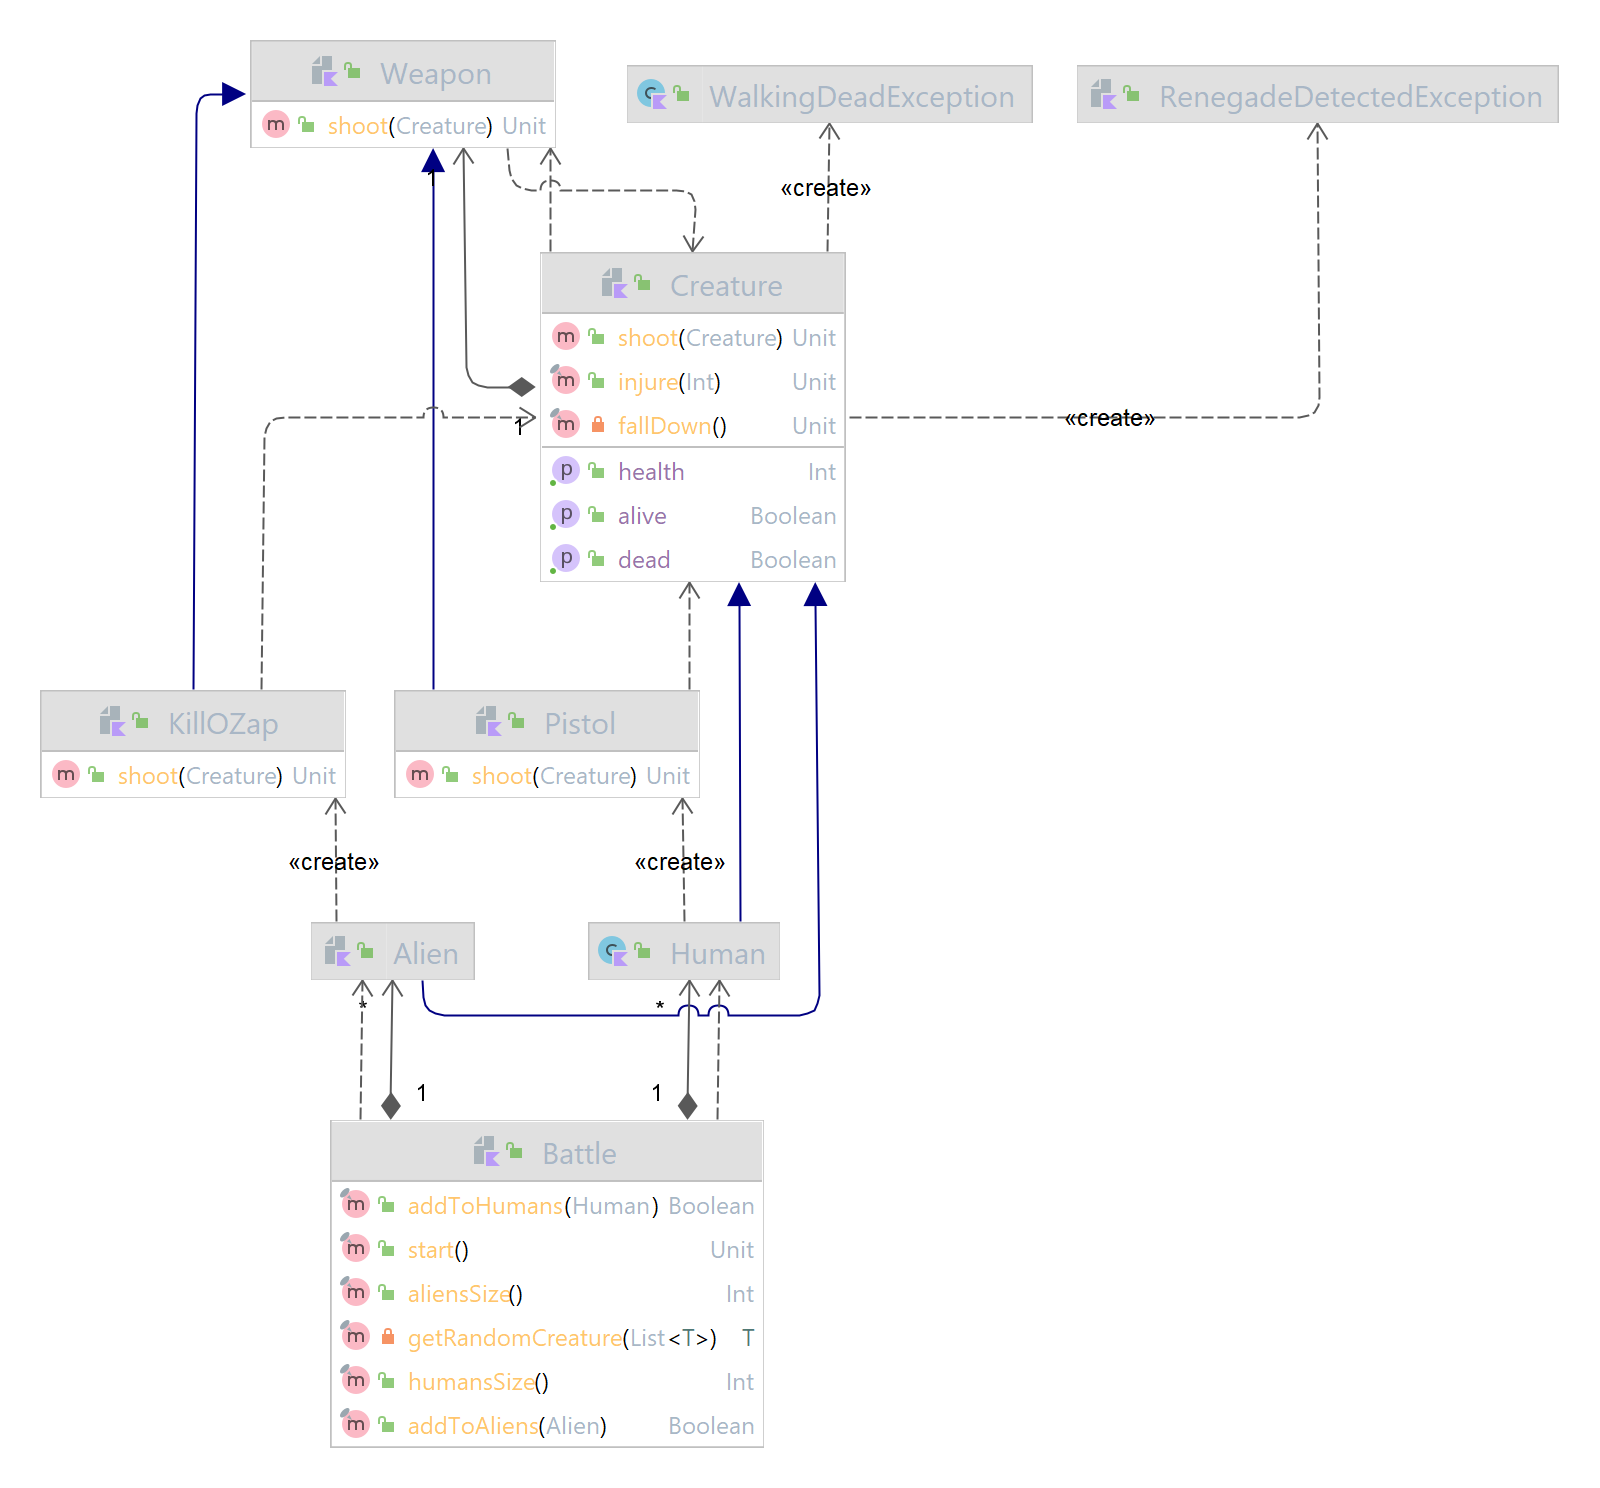 Weapon
shoot(Creature) Unit
WalkingDeadException
RenegadeDetectedException
1
«create»
Creature
shoot(Creature) Unit
injure(Int) Unit
fallDown() Unit
health Int
alive Boolean
dead Boolean
1
«create»
KillOZap
shoot(Creature) Unit
Pistol
shoot(Creature) Unit
«create»
«create»
Alien
Human
*
*
1
1
Battle
addToHumans(Human) Boolean
start() Unit
aliensSize() Int
getRandomCreature(List<T>) T
humansSize() Int
addToAliens(Alien) Boolean